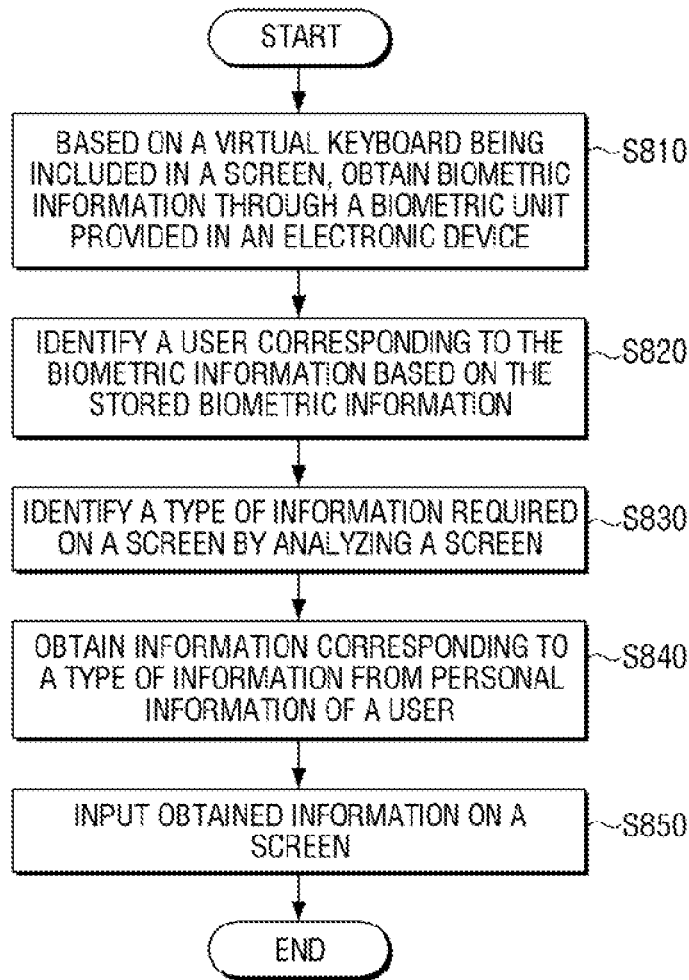 START
BASED ON A VIRTUAL KEYBOARD BEING
INCLUDED IN A SCREEN, OBTAIN BIOMETRIC
INFORMATION THROUGH A BIOMETRIC UNIT
PROVIDED IN AN ELECTRONIC DEVICE
S810
IDENTIFY A USER CORRESPONDING TO THE
BIOMETRIC INFORMATION BASED ON THE
STORED BIOMETRIC INFORMATION
S820
IDENTIFY A TYPE OF INFORMATION REQUIRED
ON A SCREEN BY ANALYZING A SCREEN
S830
OBTAIN INFORMATION CORRESPONDING TO
A TYPE OF INFORMATION FROM PERSONAL
INFORMATION OF A USER
S840
INPUT OBTAINED INFORMATION ON A
SCREEN
S850
END